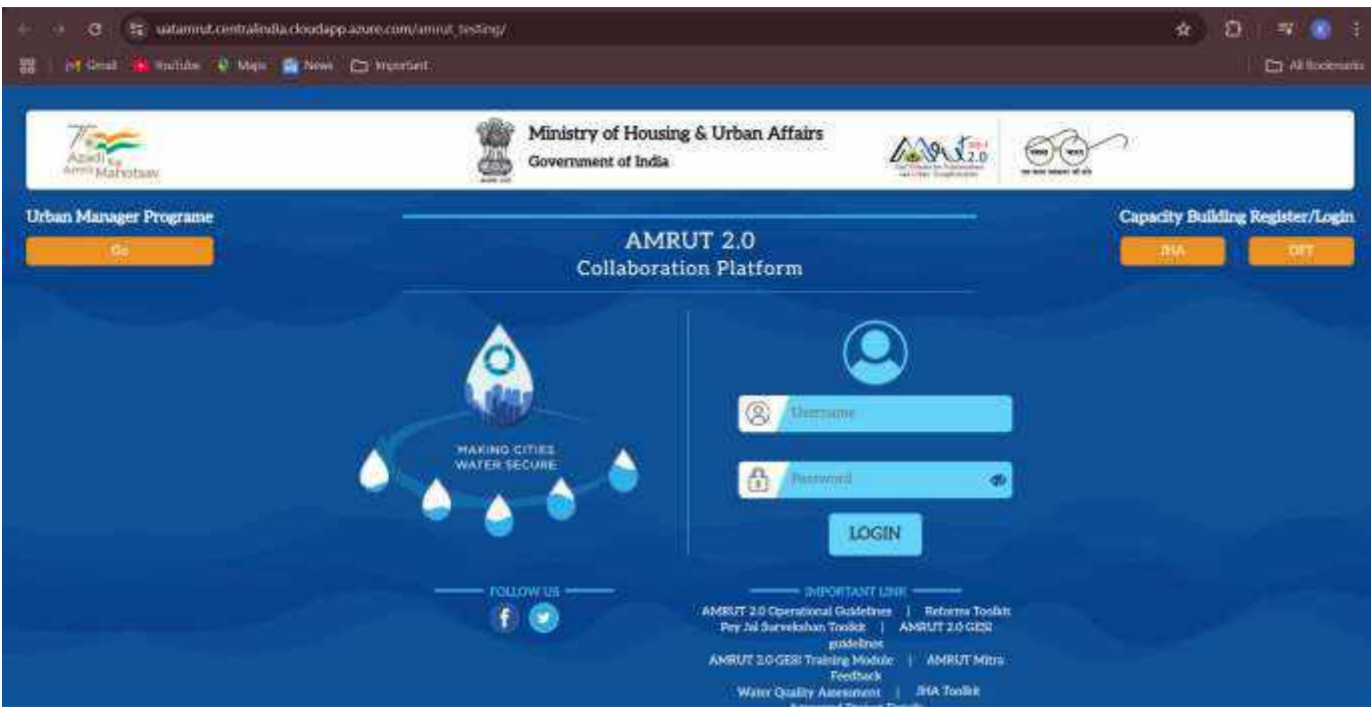 uatamrut.centralindia.cloudapp.azure.com/amrut_testing/
Gmail YouTube Maps News Important All Bookmarks
75
Azadi Ka
Amrit Mahotsav
Ministry of Housing & Urban Affairs
Government of India
2.0
Urban Manager Programe
Go
AMRUT 2.0
Collaboration Platform
Capacity Building Register/Login
JHA OFT
MAKING CITIES
WATER SECURE
Username
Password
LOGIN
FOLLOW US
IMPORTANT LINK
AMRUT 2.0 Operational Guidelines | Reforms Toolkit
Pey Jal Survekshan Toolkit | AMRUT 2.0 GESI
guidelines
AMRUT 2.0 GESI Training Module | AMRUT Mitra
Feedback
Water Quality Assessment | JHA Toolkit